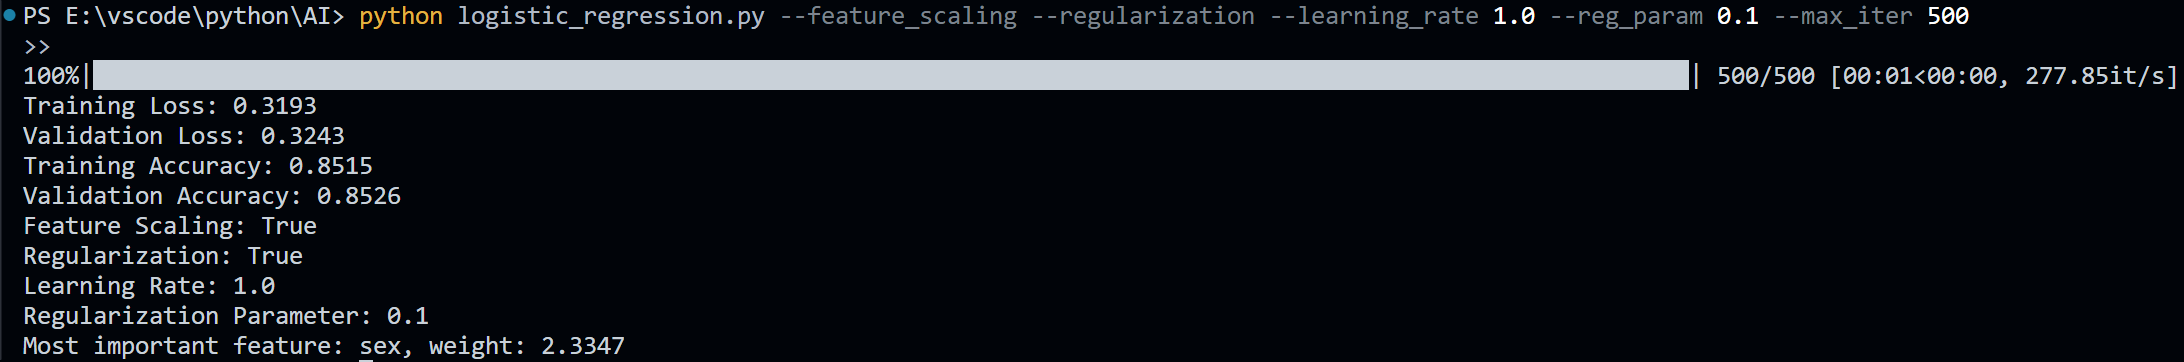 PS E:\vscode\python\AI> python logistic_regression.py --feature_scaling --regularization --learning_rate 1.0 --reg_param 0.1 --max_iter 500
>>
100%| | 500/500 [00:01<00:00, 277.85it/s]
Training Loss: 0.3193
Validation Loss: 0.3243
Training Accuracy: 0.8515
Validation Accuracy: 0.8526
Feature Scaling: True
Regularization: True
Learning Rate: 1.0
Regularization Parameter: 0.1
Most important feature: sex, weight: 2.3347